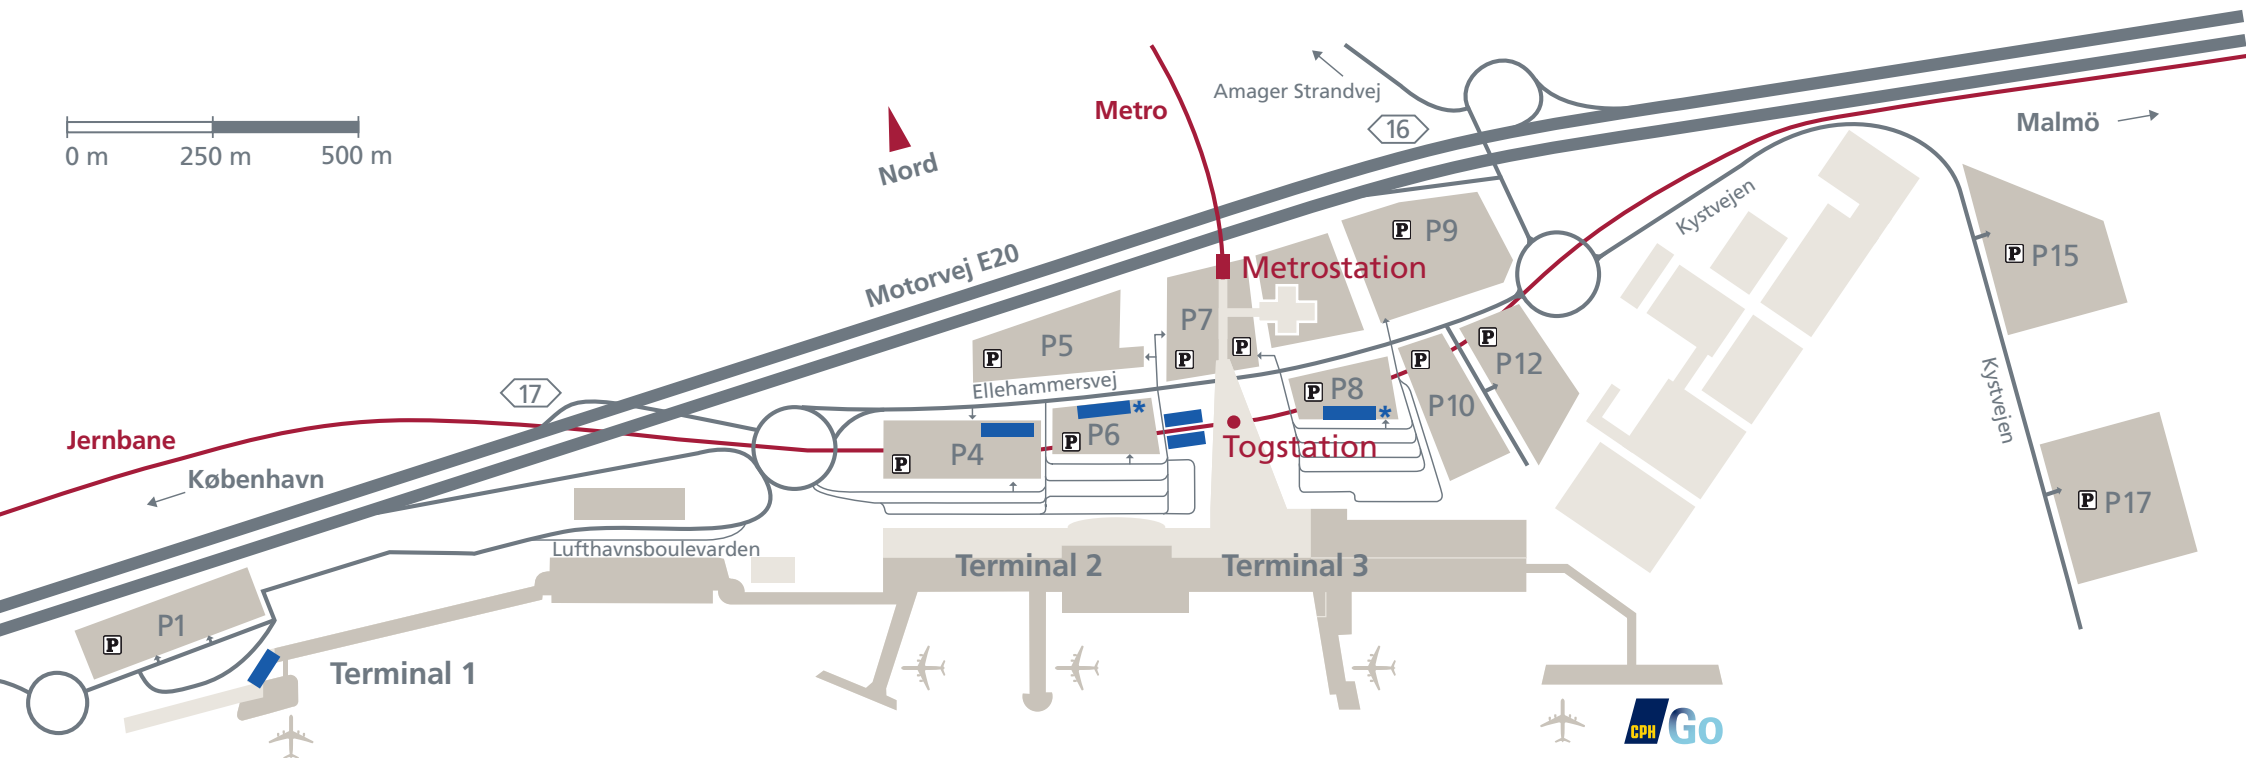 Metro
Amager Strandvej
16
Malmö
0 m 250 m 500 m
Nord
Motorvej E20
Kystvejen
P9
P15
Metrostation
P7
P5
Ellehammersvej
P12
P8
*
P10
17
Jernbane
København
P4
P6
*
Togstation
Kystvejen
P17
Lufthavnsboulevarden
Terminal 2
Terminal 3
P1
Terminal 1
CPH Go
P
P
P
P
P
P
P
P
P
P
P
P